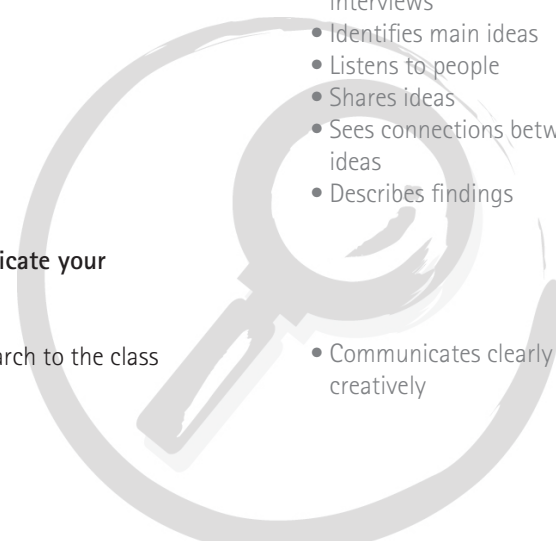 interviews
• Identifies main ideas
• Listens to people
• Shares ideas
• Sees connections betw
ideas
• Describes findings
icate your
arch to the class
• Communicates clearly
creatively